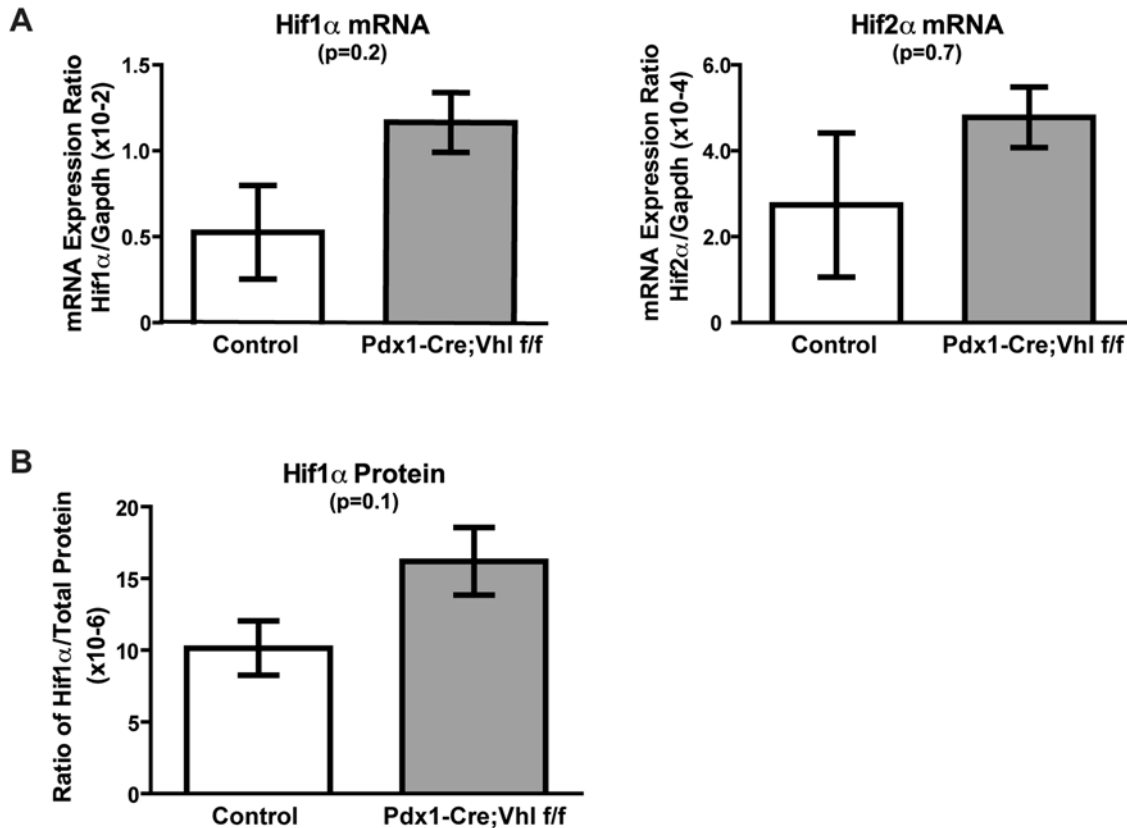 A
Hif1α mRNA
(p=0.2)
mRNA Expression Ratio
Hif1α/Gapdh (x10-2)
1.5
1.0
0.5
0
Control
Pdx1-Cre;Vhl f/f
Hif2α mRNA
(p=0.7)
mRNA Expression Ratio
Hif2α/Gapdh (x10-4)
6.0
4.0
2.0
0
Control
Pdx1-Cre;Vhl f/f
B
Hif1α Protein
(p=0.1)
Ratio of Hif1α/Total Protein
(x10-6)
20
15
10
5
0
Control
Pdx1-Cre;Vhl f/f